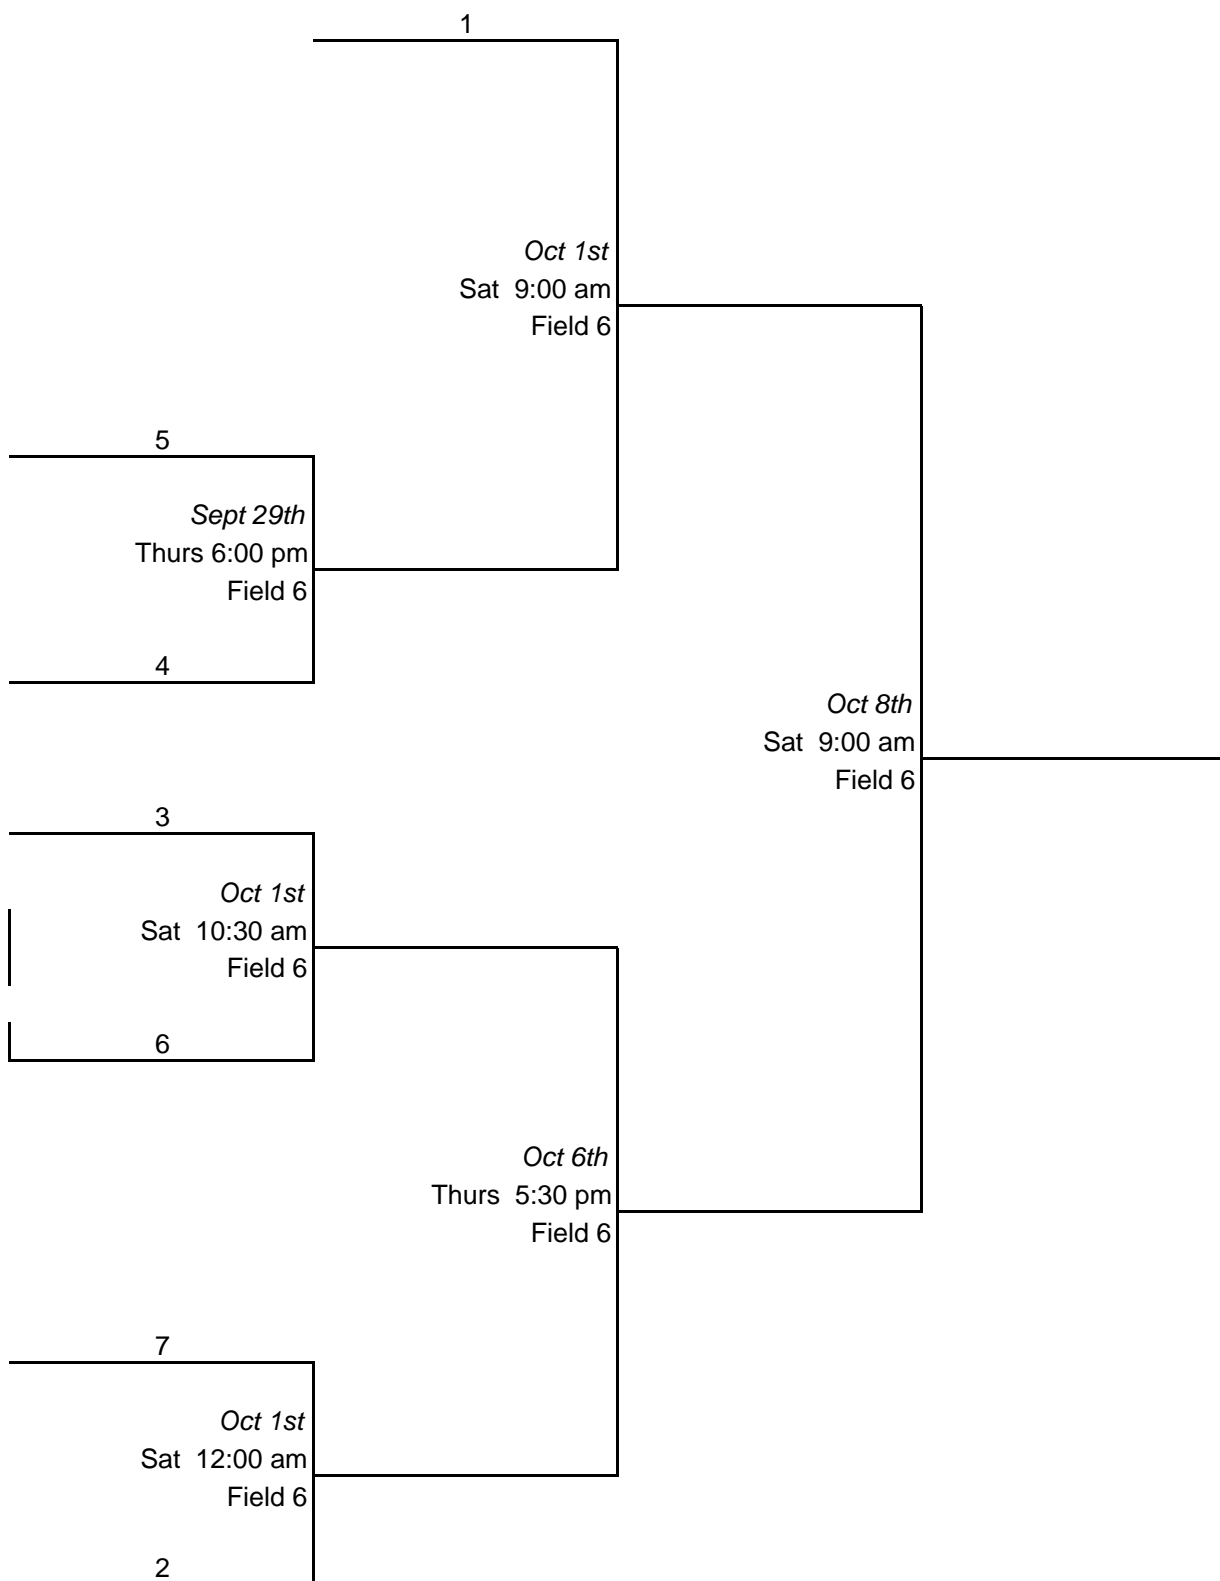 1
Oct 1st
Sat  9:00 am
Field 6
5
Sept 29th
Thurs 6:00 pm
Field 6
4
Oct 8th
Sat  9:00 am
Field 6
3
Oct 1st
Sat  10:30 am
Field 6
6
Oct 6th
Thurs  5:30 pm
Field 6
7
Oct 1st
Sat  12:00 am
Field 6
2